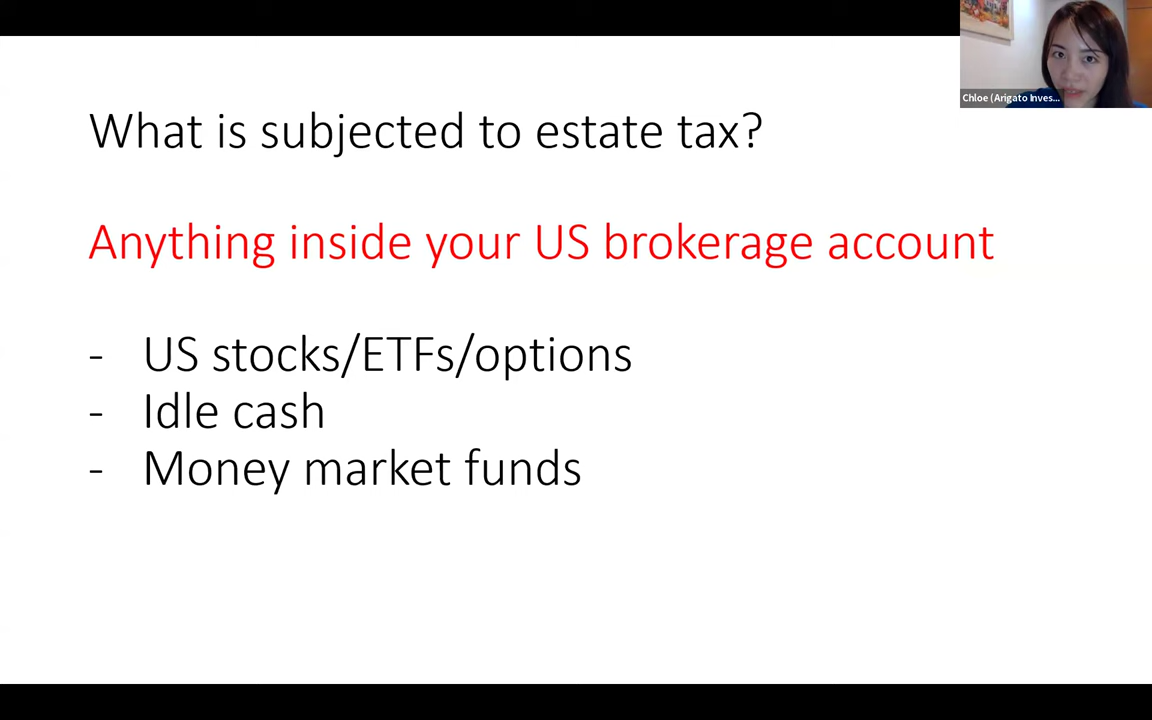 Chloe (Arigato Inves...
What is subjected to estate tax?
Anything inside your US brokerage account
- US stocks/ETFs/options
- Idle cash
- Money market funds